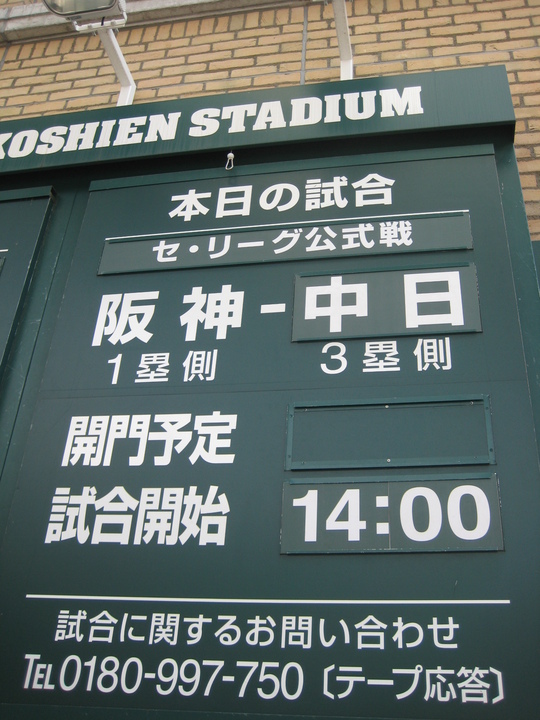 KOSHIEN STADIUM
本日の試合
セ・リーグ公式戦
阪神-中日
1塁側 3塁側
開門予定
試合開始 14:00
試合に関するお問い合わせ
TEL0180-997-750〔テープ応答〕